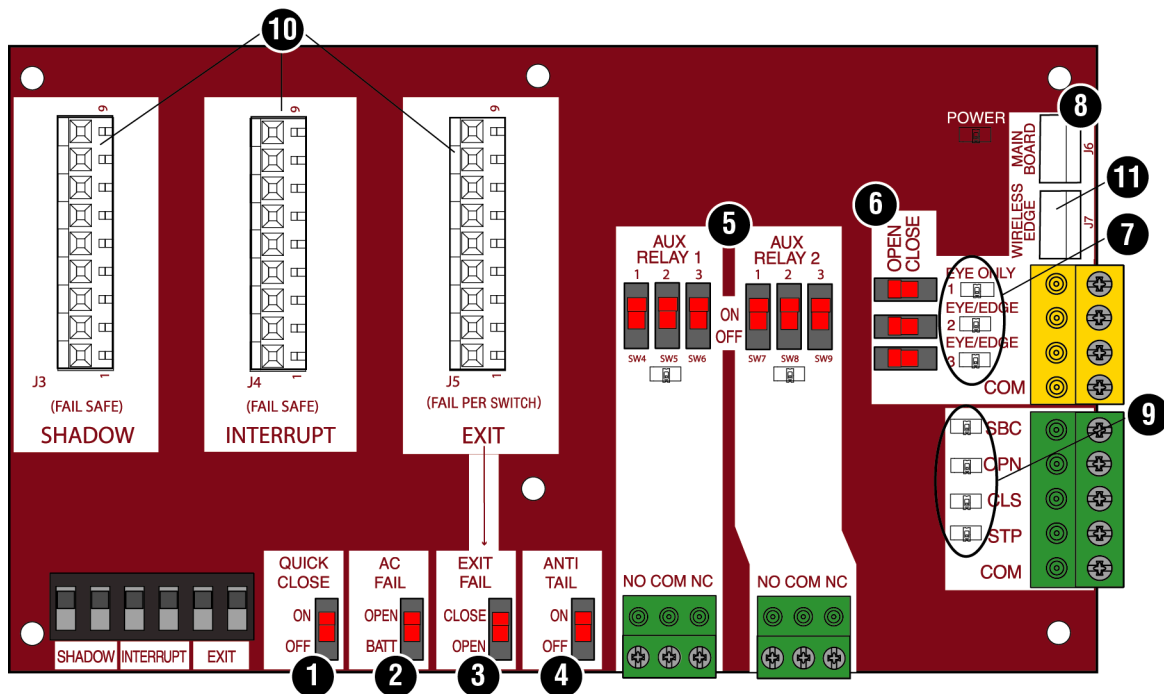 10
9
J3
1
(FAIL SAFE)
SHADOW
9
J4
1
(FAIL SAFE)
INTERRUPT
9
J5
1
(FAIL PER SWITCH)
EXIT
POWER
8
MAIN
BOARD
J6
WIRELESS
EDGE
J7
11
7
5
AUX
RELAY 1
1 2 3
SW4 SW5 SW6
ON
OFF
AUX
RELAY 2
1 2 3
SW7 SW8 SW9
6
OPEN
CLOSE
EYE ONLY
1
EYE/EDGE
2
EYE/EDGE
3
COM
9
SBC
OPN
CLS
STP
COM
NO COM NC
NO COM NC
SHADOW
INTERRUPT
EXIT
QUICK
CLOSE
ON
OFF
1
AC
FAIL
OPEN
BATT
2
EXIT
FAIL
CLOSE
OPEN
3
ANTI
TAIL
ON
OFF
4